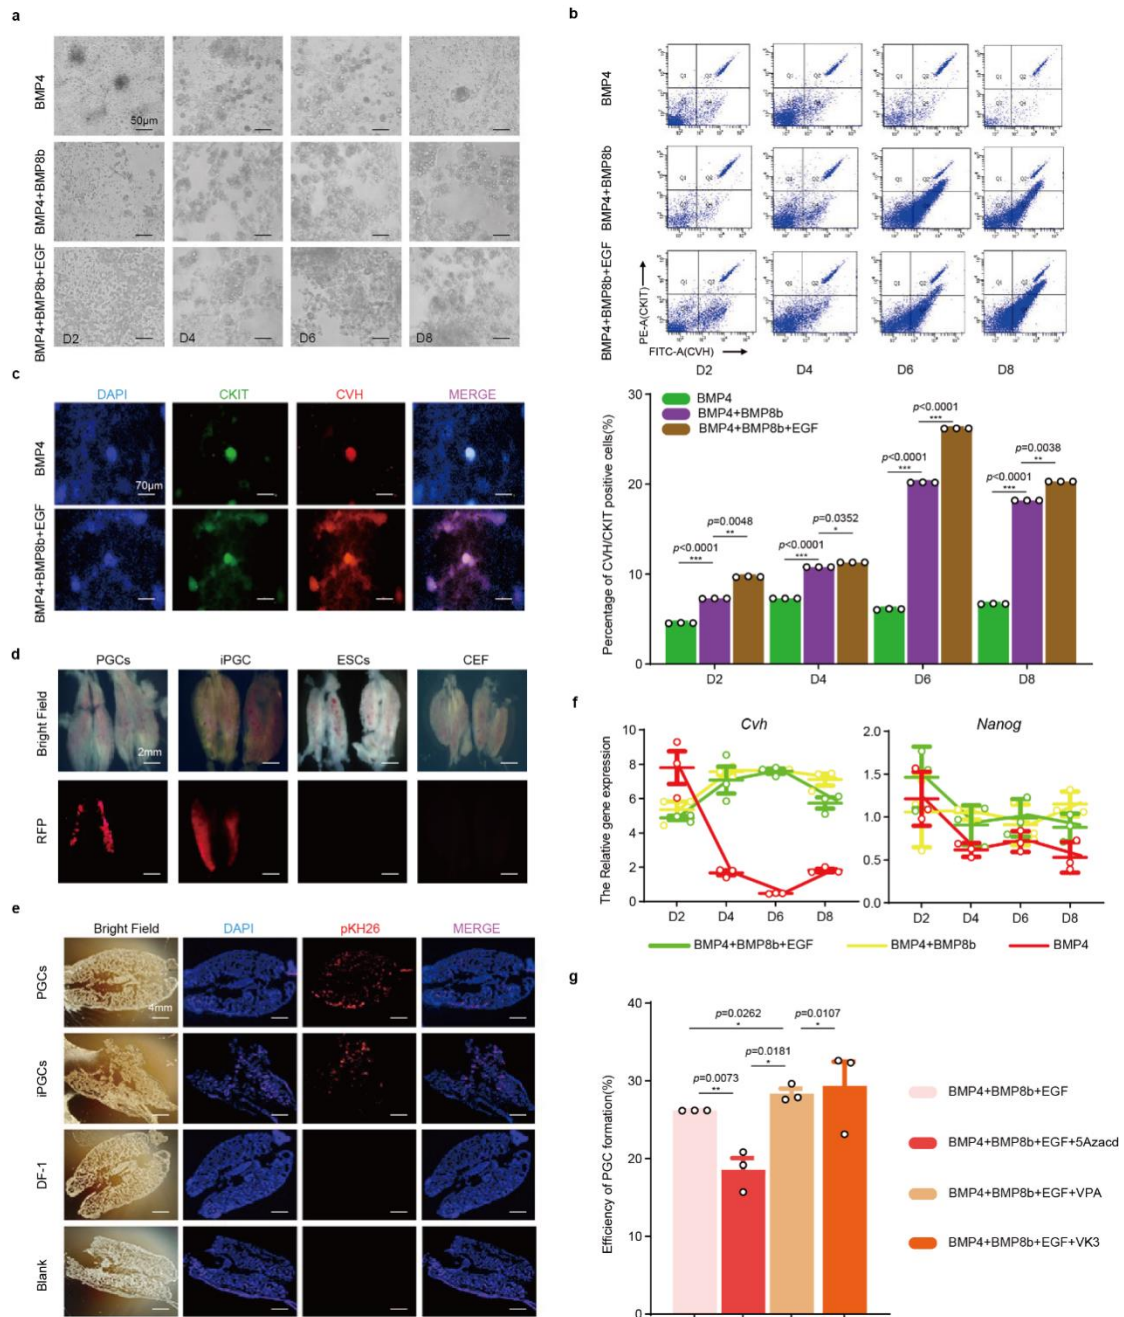 a
BMP4
BMP4+BMP8b
BMP4+BMP8b+EGF
50μm
D2
D4
D6
D8
b
BMP4
BMP4+BMP8b
BMP4+BMP8b+EGF
Q1
Q2
Q4
PE-A(CKIT)
FITC-A(CVH)
D2
D4
D6
D8
Percentage of CVH/CKIT positive cells(%)
30
20
10
0
BMP4
BMP4+BMP8b
BMP4+BMP8b+EGF
p<0.0001
***
p=0.0048
**
p<0.0001
***
p=0.0352
*
p<0.0001
***
p<0.0001
***
p<0.0001
***
p=0.0038
**
D2
D4
D6
D8
c
DAPI
CKIT
CVH
MERGE
BMP4
BMP4+BMP8b+EGF
70μm
d
PGCs
iPGC
ESCs
CEF
Bright Field
RFP
2mm
e
Bright Field
DAPI
pKH26
MERGE
PGCs
iPGCs
DF-1
Blank
4mm
f
Cvh
Nanog
The Relative gene expression
10
8
6
4
2
0
D2
D4
D6
D8
2.0
1.5
1.0
0.5
0.0
D2
D4
D6
D8
BMP4+BMP8b+EGF
BMP4+BMP8b
BMP4
g
Efficiency of PGC formation(%)
40
30
20
10
0
p=0.0262
*
p=0.0107
*
p=0.0181
*
p=0.0073
**
BMP4+BMP8b+EGF
BMP4+BMP8b+EGF+5Azacd
BMP4+BMP8b+EGF+VPA
BMP4+BMP8b+EGF+VK3